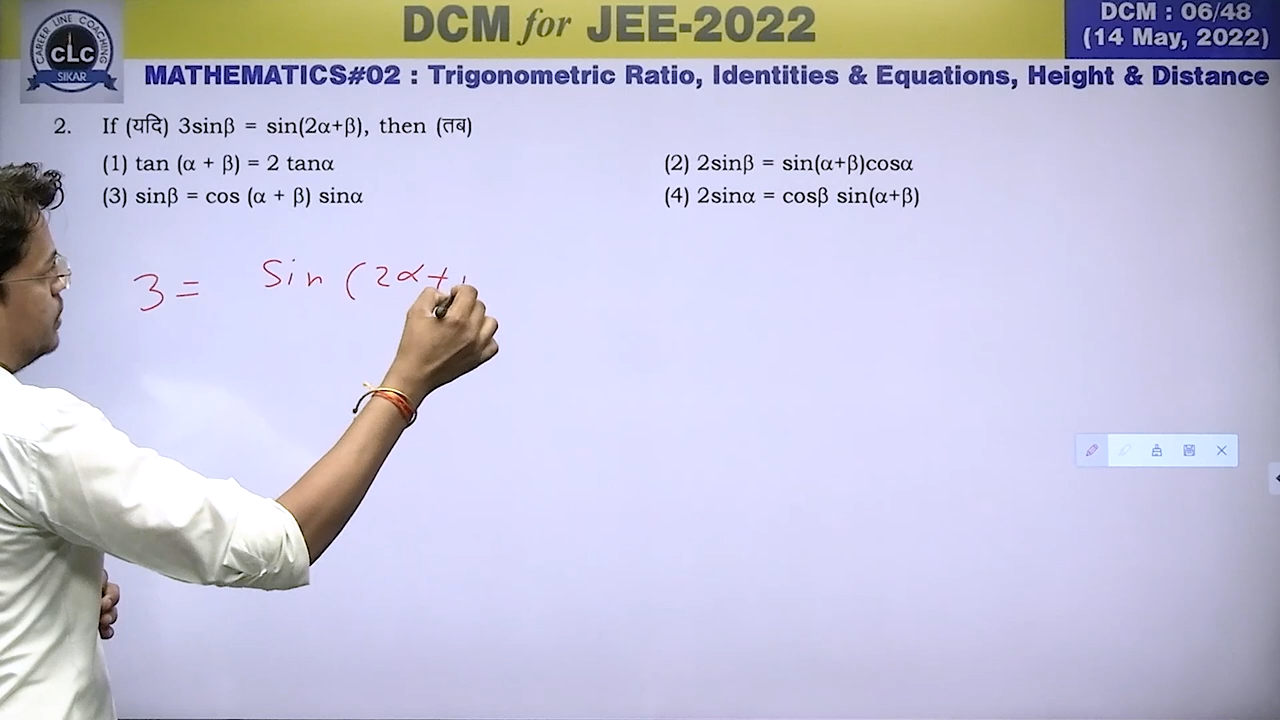 DCM for JEE-2022
DCM : 06/48
(14 May, 2022)
CAREER LINE COACHING
CLC
SIKAR
MATHEMATICS#02 : Trigonometric Ratio, Identities & Equations, Height & Distance
2. If (यदि) 3sinβ = sin(2α+β), then (तब)
(1) tan (α + β) = 2 tanα
(2) 2sinβ = sin(α+β)cosα
(3) sinβ = cos (α + β) sinα
(4) 2sinα = cosβ sin(α+β)
3 = Sin (2α+